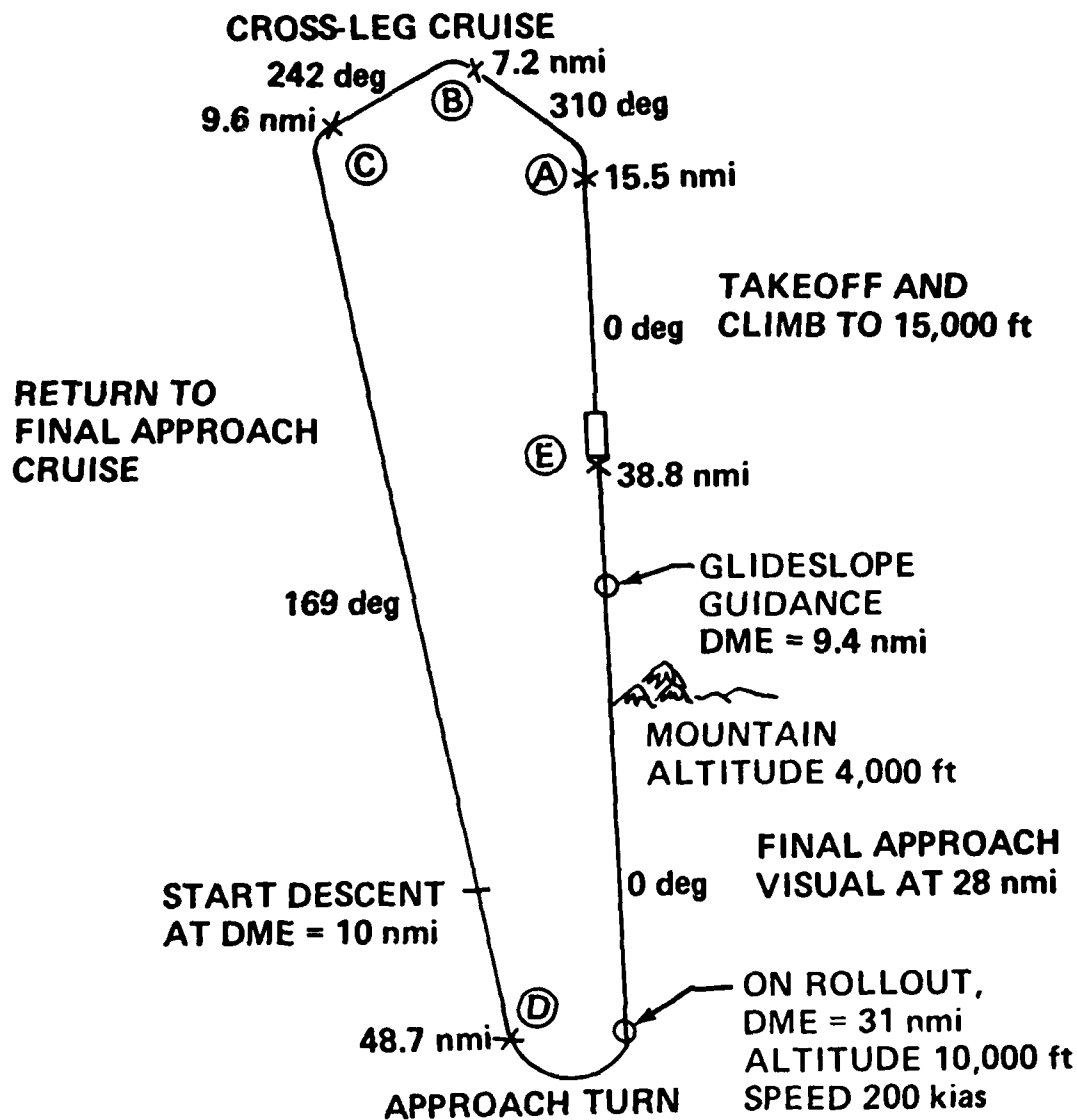 CROSS-LEG CRUISE
242 deg
7.2 nmi
B
310 deg
9.6 nmi
C
A
15.5 nmi
TAKEOFF AND
CLIMB TO 15,000 ft
0 deg
RETURN TO
FINAL APPROACH
CRUISE
E
38.8 nmi
GLIDESLOPE
GUIDANCE
DME = 9.4 nmi
169 deg
MOUNTAIN
ALTITUDE 4,000 ft
FINAL APPROACH
VISUAL AT 28 nmi
0 deg
START DESCENT
AT DME = 10 nmi
D
48.7 nmi
ON ROLLOUT,
DME = 31 nmi
ALTITUDE 10,000 ft
SPEED 200 kias
APPROACH TURN